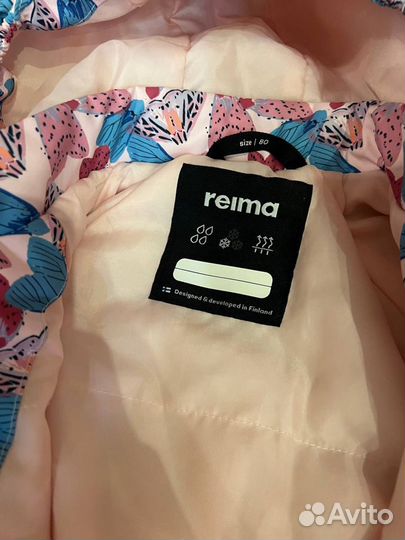 size | 80
reima
Designed & developed in Finland
Avito